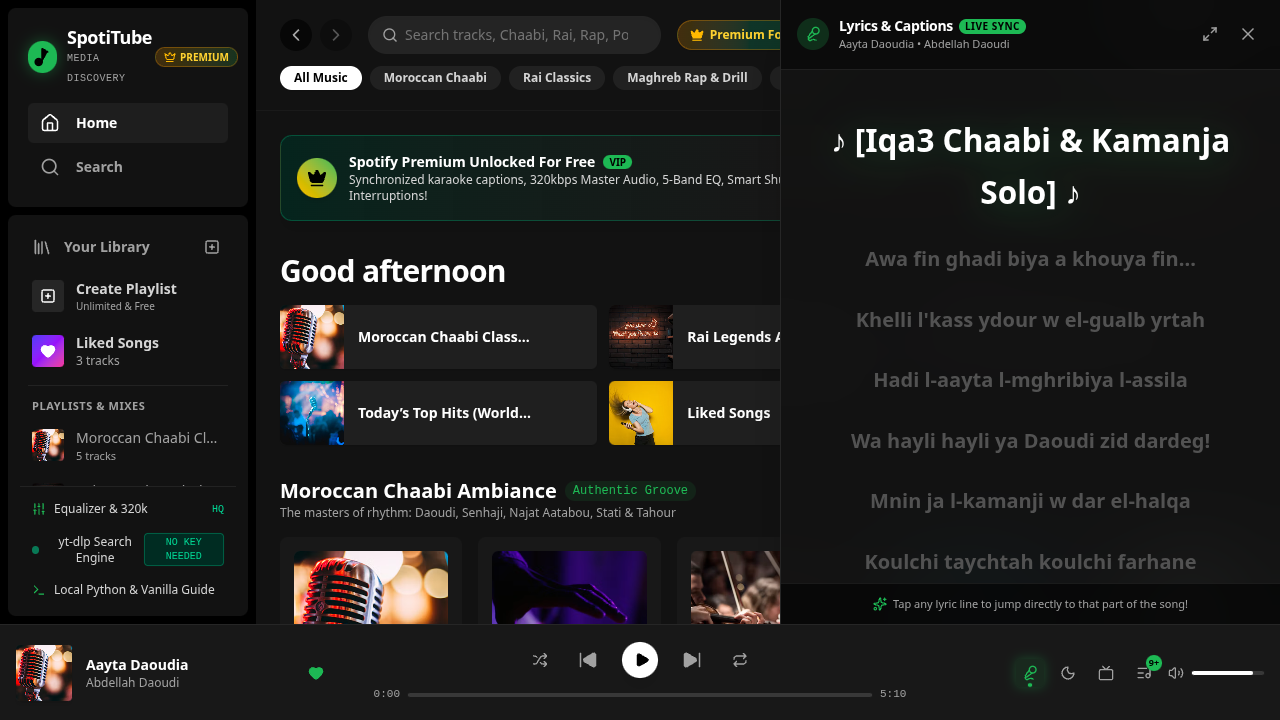 SpotiTube
MEDIA
DISCOVERY
PREMIUM
Home
Search
Your Library
Create Playlist
Unlimited & Free
Liked Songs
3 tracks
PLAYLISTS & MIXES
Moroccan Chaabi Cl...
5 tracks
Equalizer & 320k
HQ
yt-dlp Search
Engine
NO KEY
NEEDED
Local Python & Vanilla Guide
Search tracks, Chaabi, Rai, Rap, Po
Premium Fo
All Music
Moroccan Chaabi
Rai Classics
Maghreb Rap & Drill
Spotify Premium Unlocked For Free
VIP
Synchronized karaoke captions, 320kbps Master Audio, 5-Band EQ, Smart Shu
Interruptions!
Good afternoon
Moroccan Chaabi Class...
Rai Legends A
Today's Top Hits (World...
Liked Songs
Moroccan Chaabi Ambiance
Authentic Groove
The masters of rhythm: Daoudi, Senhaji, Najat Aatabou, Stati & Tahour
Lyrics & Captions
LIVE SYNC
Aayta Daoudia • Abdellah Daoudi
♪ [Iqa3 Chaabi & Kamanja
Solo] ♪
Awa fin ghadi biya a khouya fin...
Khelli l'kass ydour w el-gualb yrtah
Hadi l-aayta l-mghribiya l-assila
Wa hayli hayli ya Daoudi zid dardeg!
Mnin ja l-kamanji w dar el-halqa
Koulchi taychtah koulchi farhane
Tap any lyric line to jump directly to that part of the song!
Aayta Daoudia
Abdellah Daoudi
0:00
5:10
9+